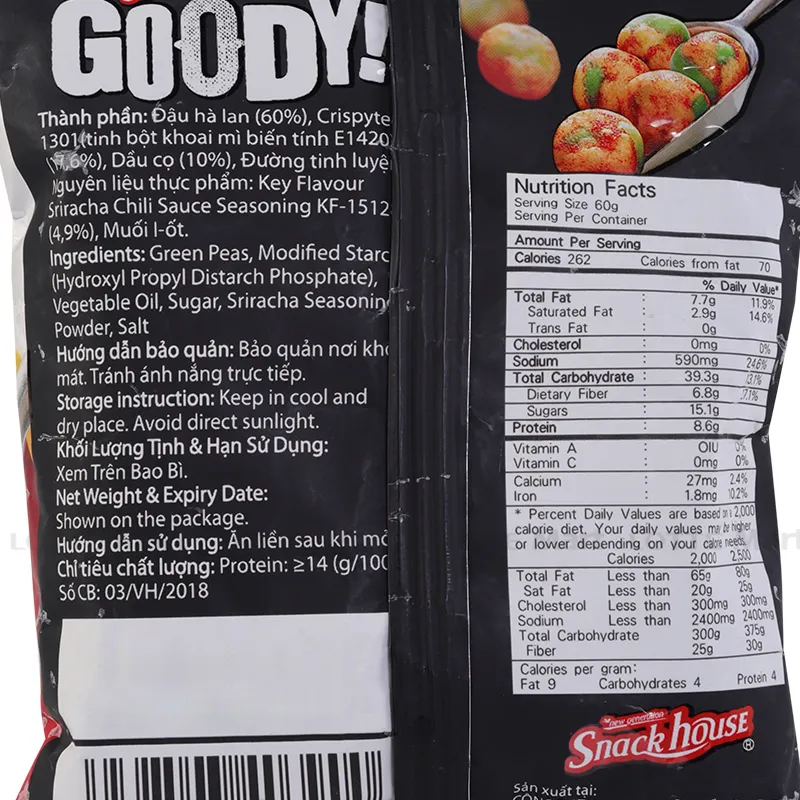 GOODY!
Thành phần: Đậu hà lan (60%), Crispyte
1301(tinh bột khoai mì biến tính E1420
Dầu cọ (10%), Đường tinh luyệ
Nguyên liệu thực phẩm: Key Flavour
Sriracha Chili Sauce Seasoning KF-1512
(4,9%), Muối I-ốt.
Ingredients: Green Peas, Modified Starc
(Hydroxyl Propyl Distarch Phosphate),
Vegetable Oil, Sugar, Sriracha Seasonin
Powder, Salt
Hướng dẫn bảo quản: Bảo quản nơi khô
mát. Tránh ánh nắng trực tiếp.
Storage instruction: Keep in cool and
dry place. Avoid direct sunlight.
Khối Lượng Tịnh & Hạn Sử Dụng:
Xem Trên Bao Bì.
Net Weight & Expiry Date:
Shown on the package.
Hướng dẫn sử dụng: Ăn liền sau khi mở
Chỉ tiêu chất lượng: Protein: ≥14 (g/100
Số CB: 03/VH/2018
Nutrition Facts
Serving Size 60g
Serving Per Container
Amount Per Serving
Calories 262 Calories from fat 70
% Daily Value*
Total Fat : 7.7g 11.9%
Saturated Fat : 2.9g 14.6%
Trans Fat : 0g
Cholesterol : 0mg 0%
Sodium : 590mg 24.6%
Total Carbohydrate : 39.3g 13.1%
Dietary Fiber : 6.8g 27.1%
Sugars : 15.1g
Protein : 8.6g
Vitamin A : 0IU 0%
Vitamin C : 0mg 0%
Calcium : 27mg 2.4%
Iron : 1.8mg 10.2%
* Percent Daily Values are based on a 2,000
calorie diet. Your daily values may be higher
or lower depending on your calorie needs.
Calories 2,000 2,500
Total Fat Less than 65g 80g
Sat Fat Less than 20g 25g
Cholesterol Less than 300mg 300mg
Sodium Less than 2400mg 2400mg
Total Carbohydrate 300g 375g
Fiber 25g 30g
Calories per gram:
Fat 9 Carbohydrates 4 Protein 4
new generation
Snack house ®
Sản xuất tại: